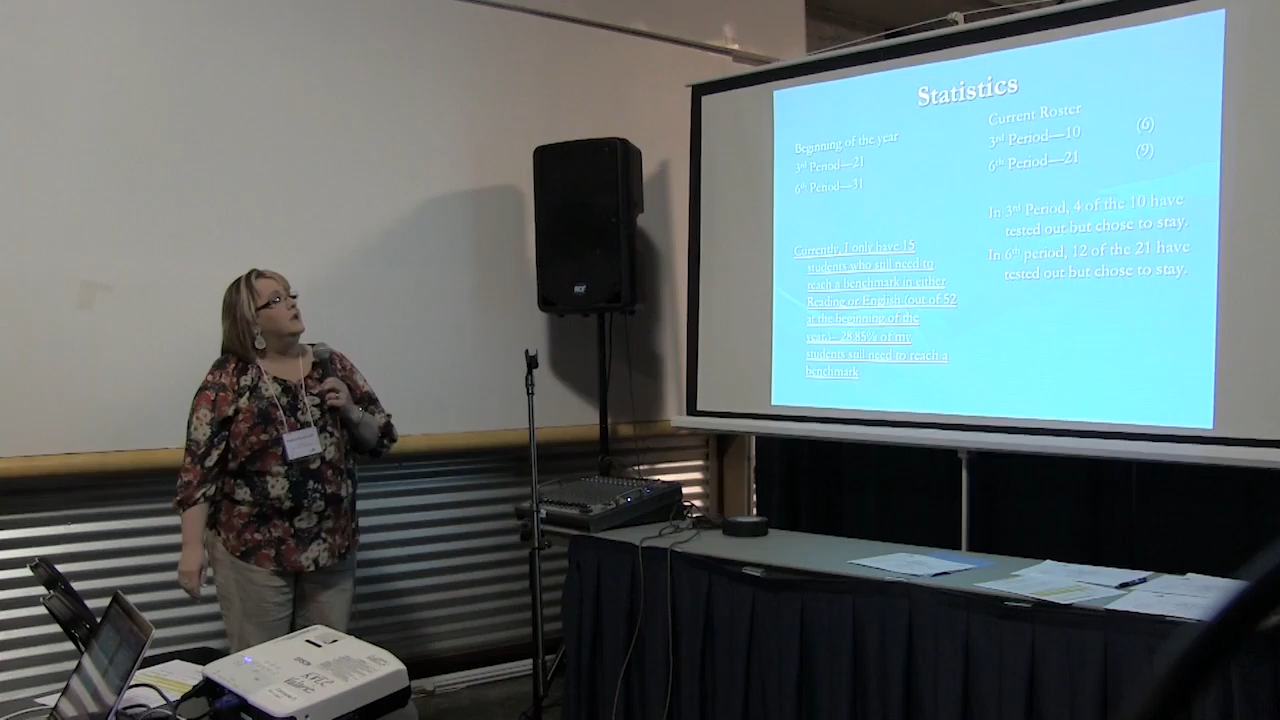 Statistics
Beginning of the year
3rd Period—21
6th Period—31
Currently, I only have 15
students who still need to
reach a benchmark in either
Reading or English (out of 52
at the beginning of the
year.)—28.85% of my
students still need to reach a
benchmark
Current Roster
3rd Period—10 (6)
6th Period—21 (9)
In 3rd Period, 4 of the 10 have
tested out but chose to stay.
In 6th period, 12 of the 21 have
tested out but chose to stay.
RCF
EPSON
KVEC